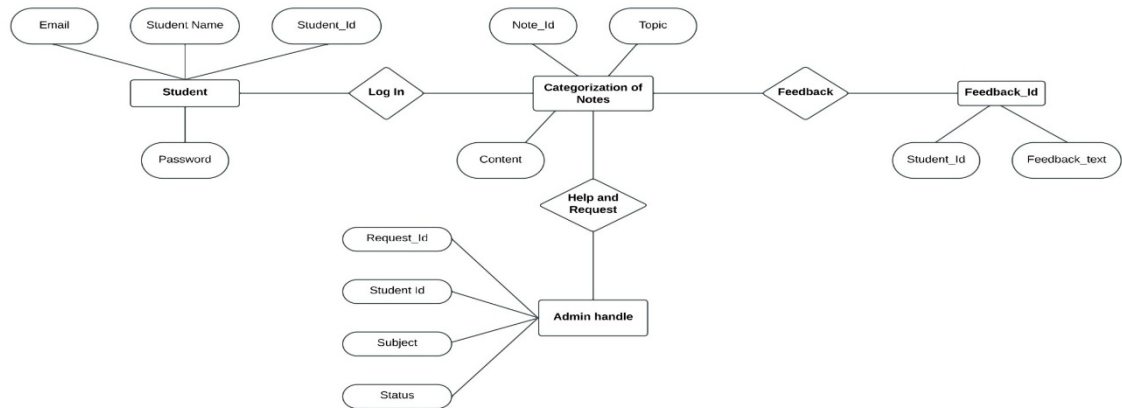 Email
Student Name
Student_Id
Note_Id
Topic
Student
Log In
Categorization of
Notes
Feedback
Feedback_Id
Password
Content
Student_Id
Feedback_text
Help and
Request
Request_Id
Student Id
Admin handle
Subject
Status